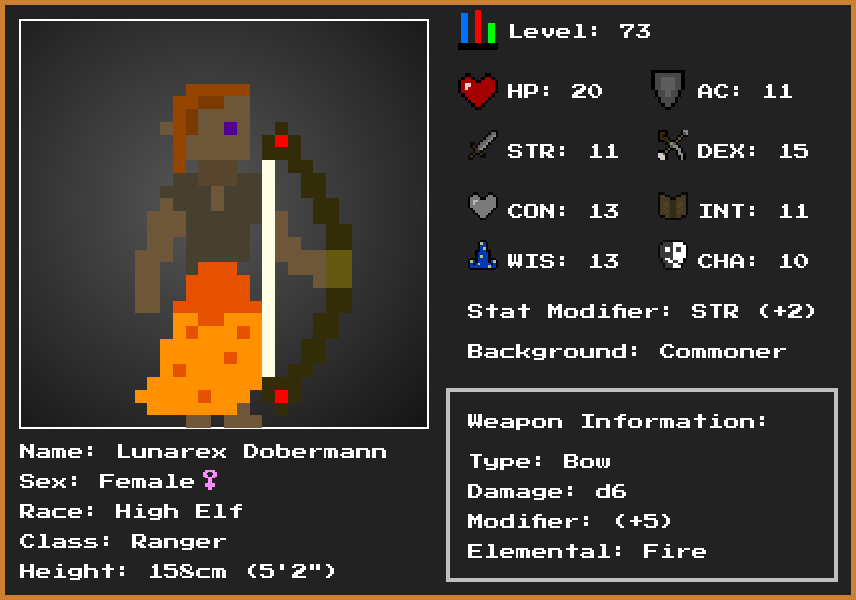 Level: 73
HP: 20
AC: 11
STR: 11
DEX: 15
CON: 13
INT: 11
WIS: 13
CHA: 10
Stat Modifier: STR (+2)
Background: Commoner
Weapon Information:
Type: Bow
Damage: d6
Modifier: (+5)
Elemental: Fire
Name: Lunarex Dobermann
Sex: Female♀
Race: High Elf
Class: Ranger
Height: 158cm (5'2")